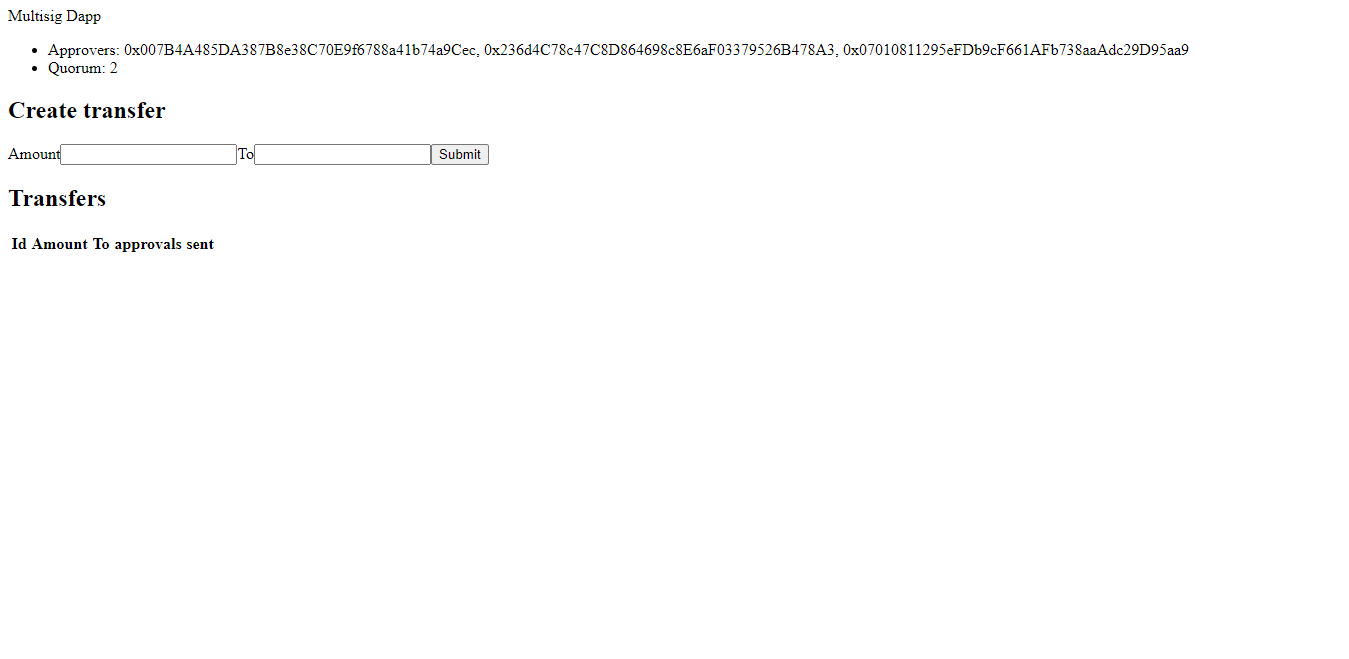 Multisig Dapp
Approvers: 0x007B4A485DA387B8e38C70E9f6788a41b74a9Cec, 0x236d4C78c47C8D864698c8E6aF03379526B478A3, 0x07010811295eFDb9cF661AFb738aaAdc29D95aa9
Quorum: 2
Create transfer
Amount To Submit
Transfers
Id Amount To approvals sent